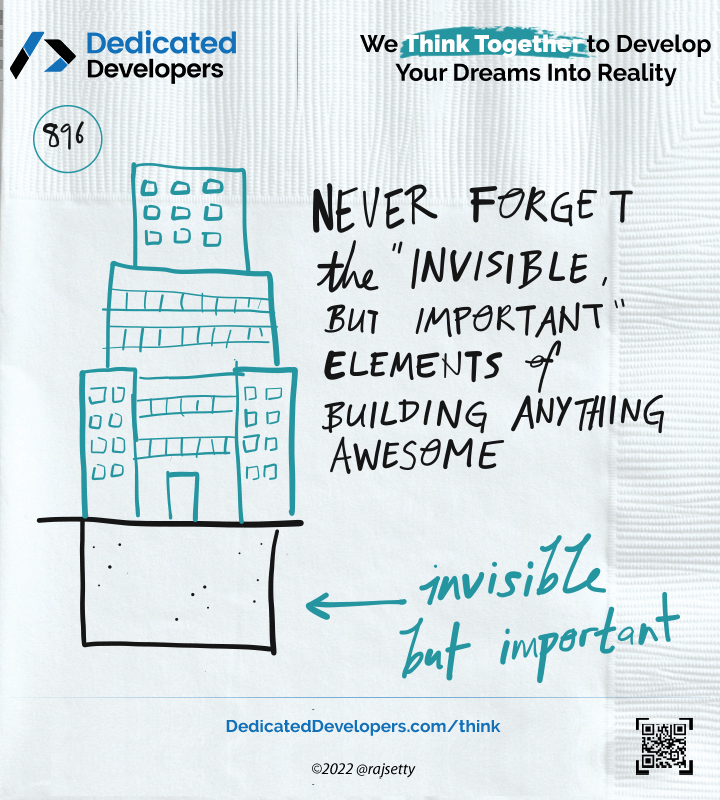 Dedicated
Developers
We Think Together to Develop
Your Dreams Into Reality
896
NEVER FORGET
the "INVISIBLE,
BUT IMPORTANT"
ELEMENTS of
BUILDING ANYTHING
AWESOME
invisible
but important
DedicatedDevelopers.com/think
©2022 @rajsetty